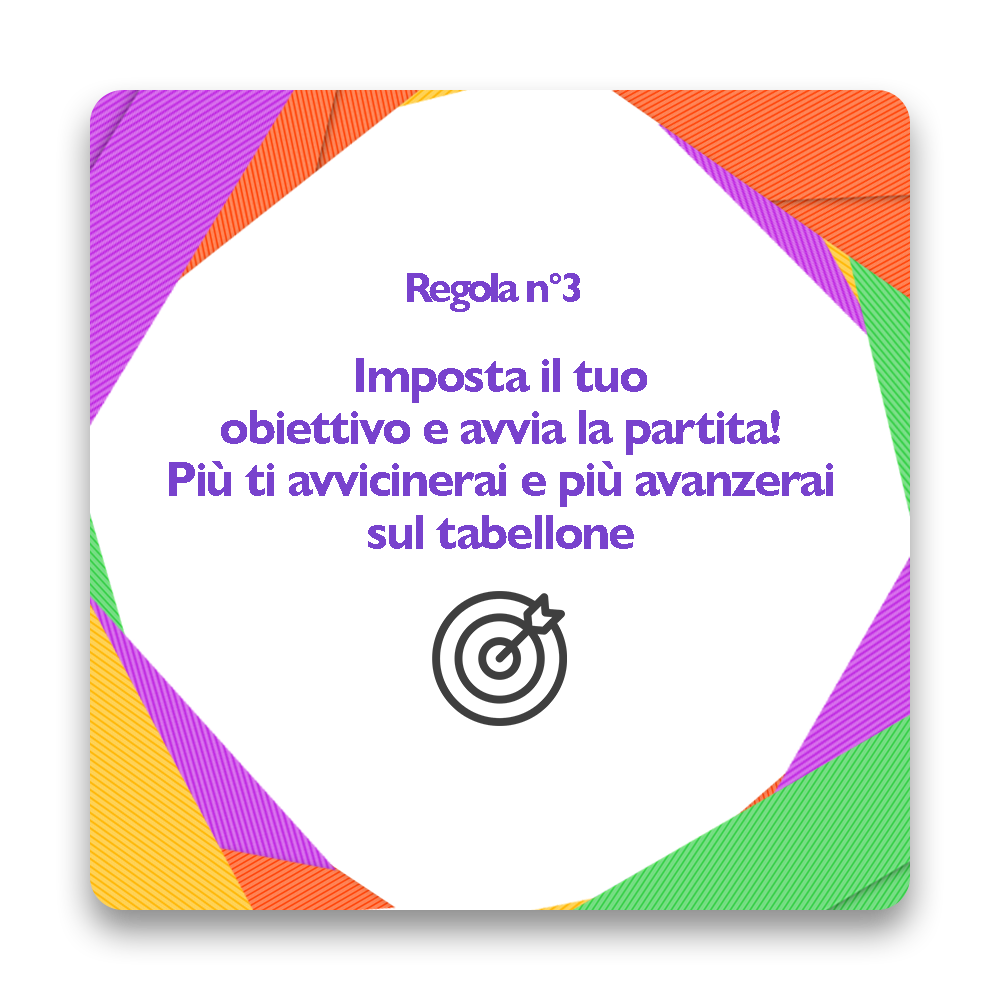 Regola n°3
Imposta il tuo
obiettivo e avvia la partita!
Più ti avvicinerai e più avanzerai
sul tabellone